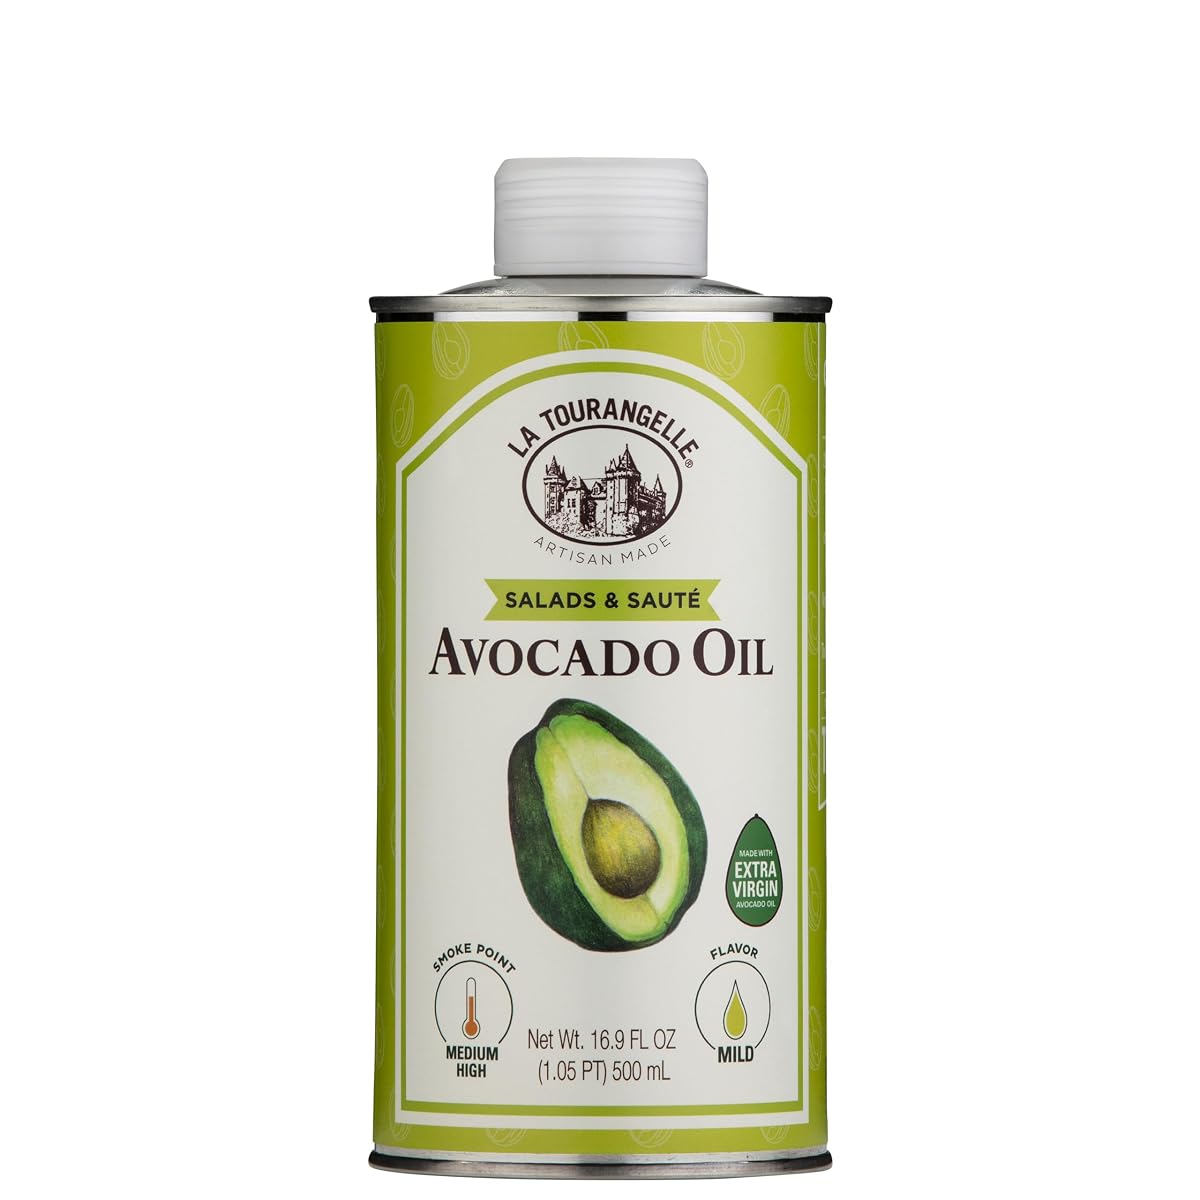 LA TOURANGELLE®
ARTISAN MADE
SALADS & SAUTÉ
AVOCADO OIL
MADE WITH
EXTRA
VIRGIN
AVOCADO OIL
SMOKE POINT
MEDIUM
HIGH
FLAVOR
MILD
Net Wt. 16.9 FL OZ
(1.05 PT) 500 mL